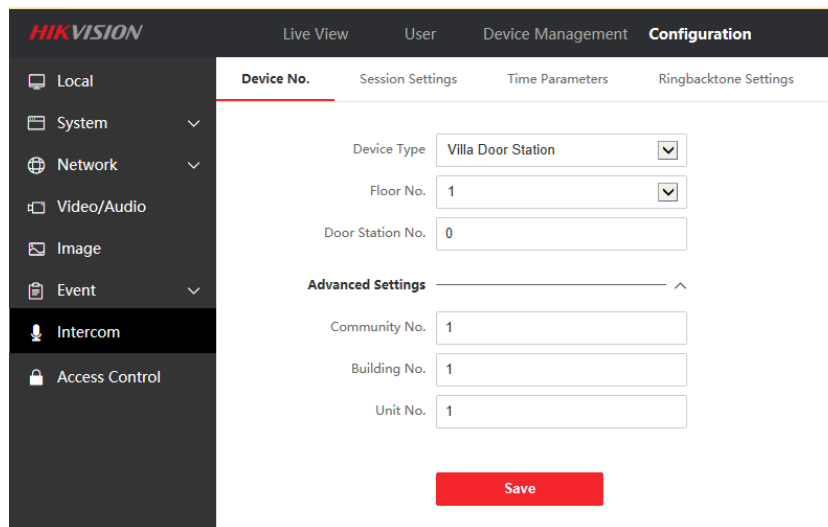 HIKVISION Live View User Device Management Configuration
Local
System
Network
Video/Audio
Image
Event
Intercom
Access Control
Device No. Session Settings Time Parameters Ringbacktone Settings
Device Type Villa Door Station
Floor No. 1
Door Station No. 0
Advanced Settings
Community No. 1
Building No. 1
Unit No. 1
Save